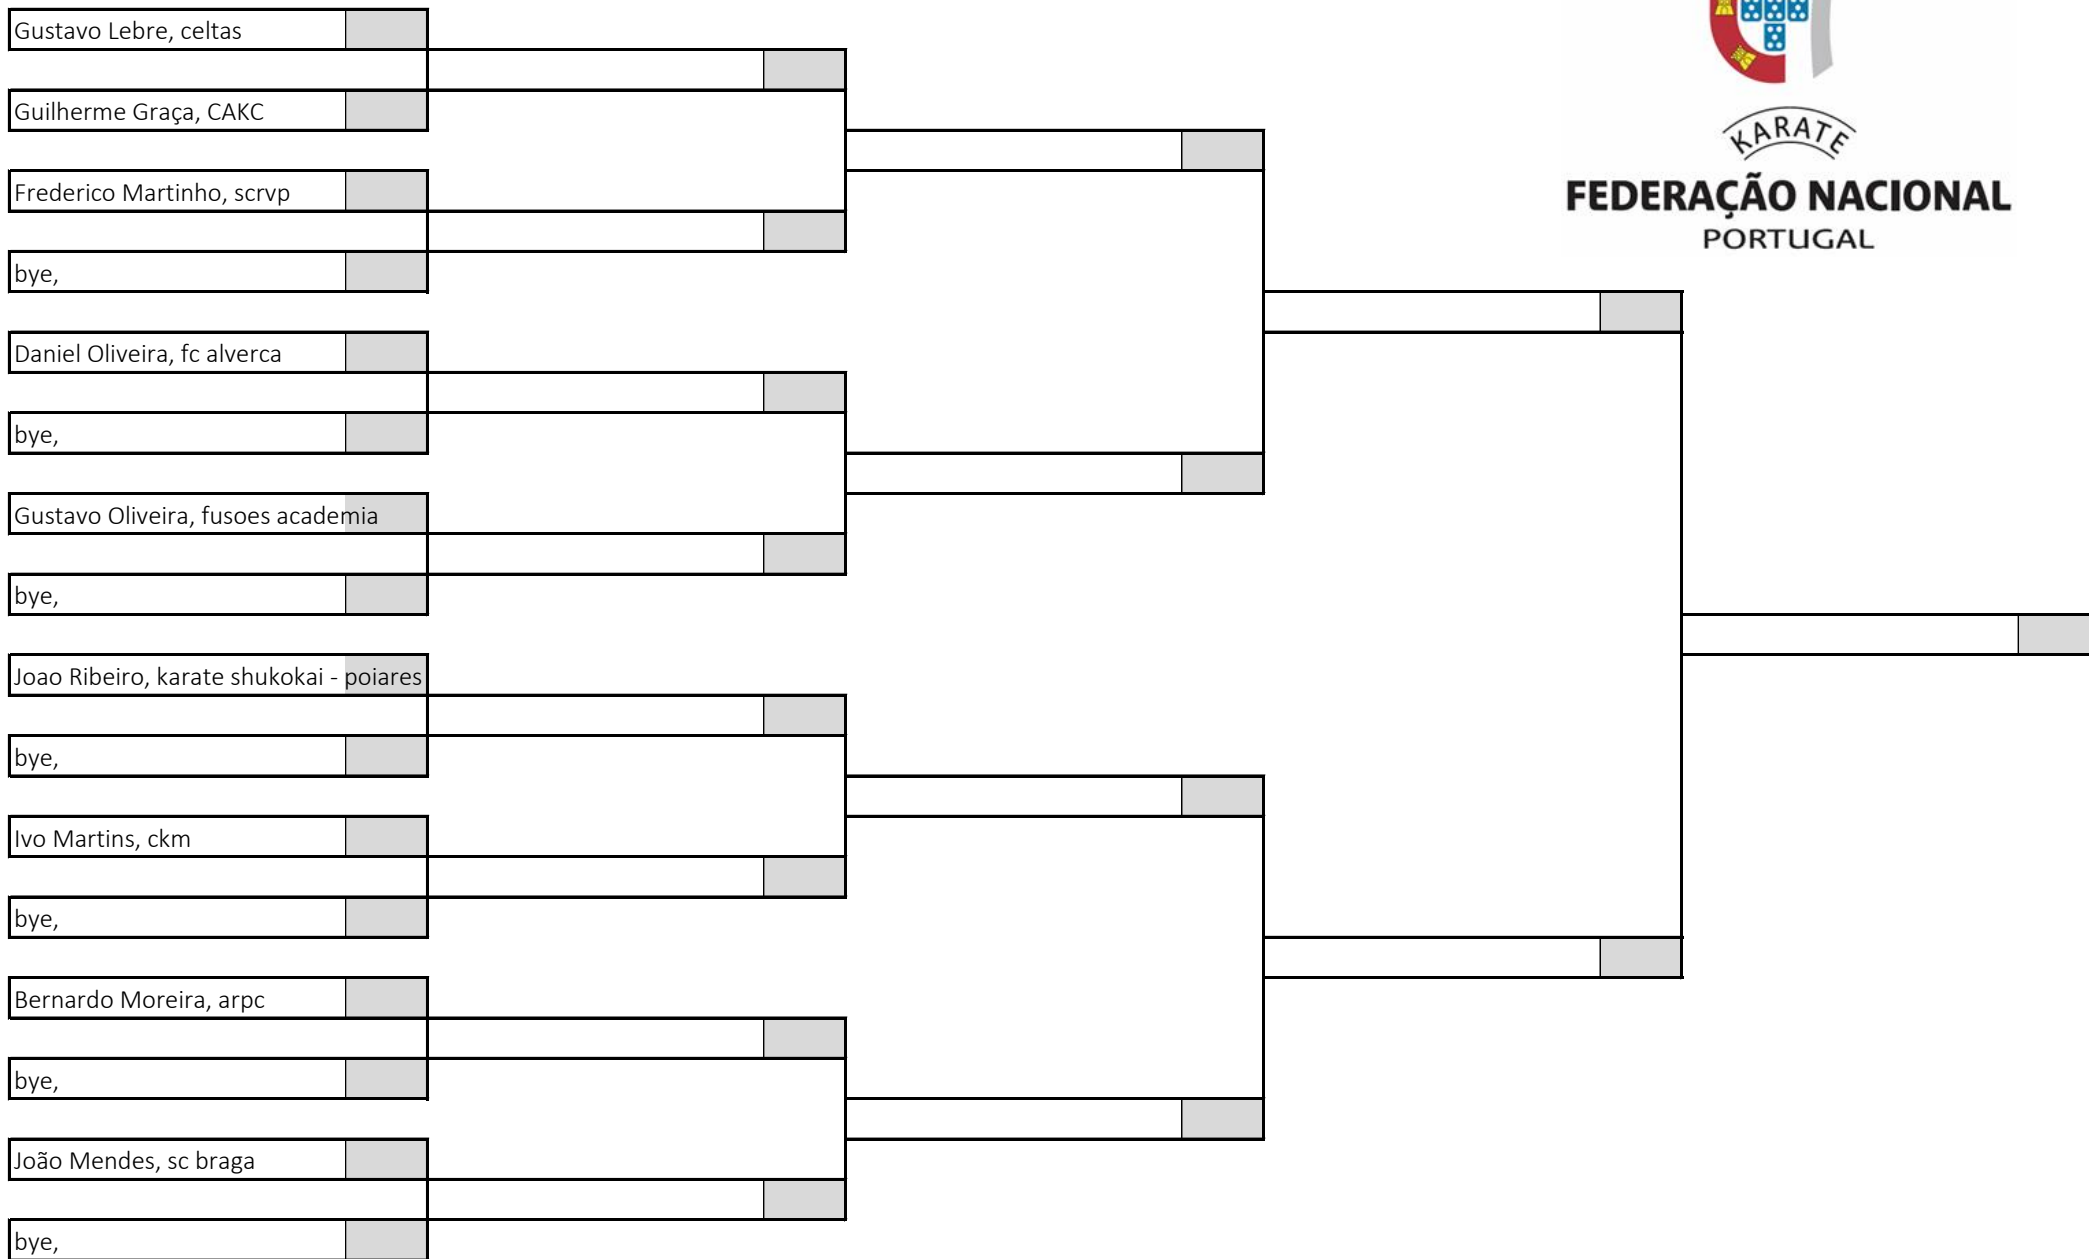 Gustavo Lebre, celtas
Guilherme Graça, CAKC
Frederico Martinho, scrvp
bye,
Daniel Oliveira, fc alverca
bye,
Gustavo Oliveira, fusoes academia
bye,
Joao Ribeiro, karate shukokai - poiares
bye,
Ivo Martins, ckm
bye,
Bernardo Moreira, arpc
bye,
João Mendes, sc braga
bye,
KARATE
FEDERAÇÃO NACIONAL
PORTUGAL